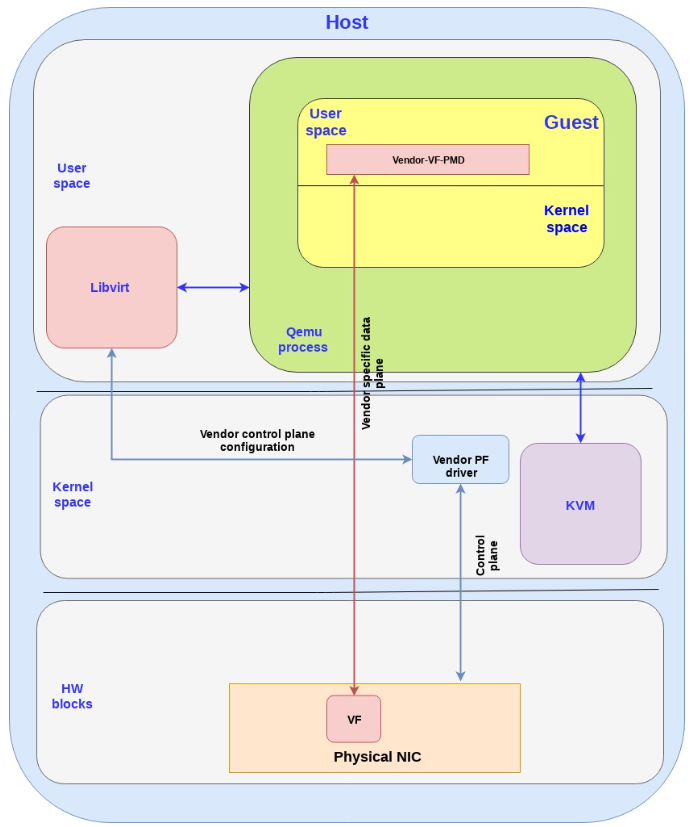 Host
User
space
Guest
Vendor-VF-PMD
User
space
Kernel
space
Libvirt
Qemu
process
Vendor specific data
plane
Vendor control plane
configuration
Vendor PF
driver
Kernel
space
KVM
Control
plane
HW
blocks
VF
Physical NIC